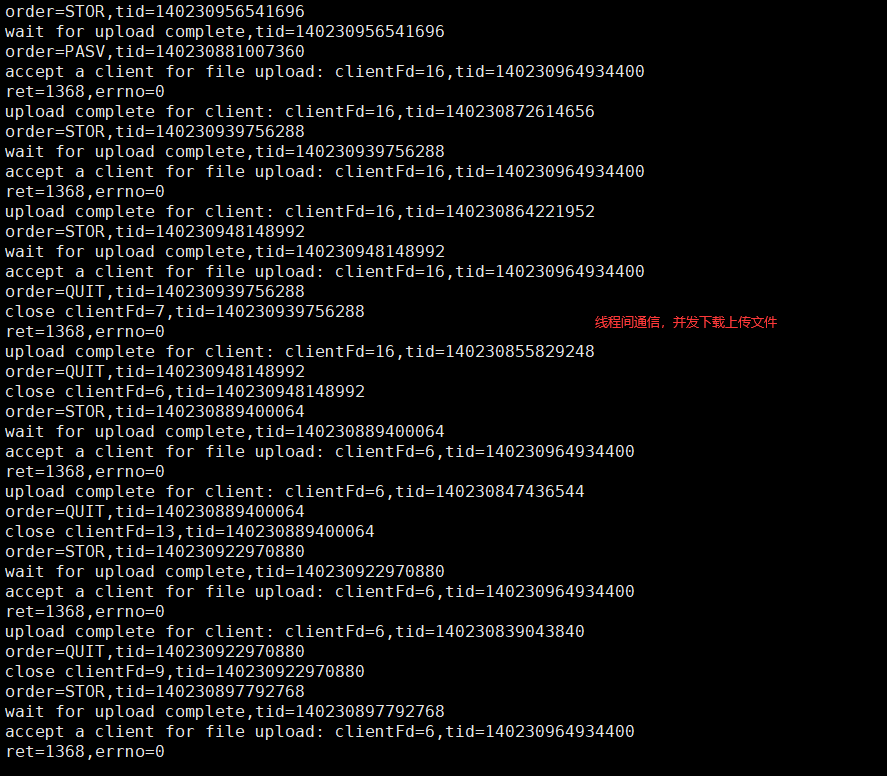 order=STOR,tid=140230956541696
wait for upload complete,tid=140230956541696
order=PASV,tid=140230881007360
accept a client for file upload: clientFd=16,tid=140230964934400
ret=1368,errno=0
upload complete for client: clientFd=16,tid=140230872614656
order=STOR,tid=140230939756288
wait for upload complete,tid=140230939756288
accept a client for file upload: clientFd=16,tid=140230964934400
ret=1368,errno=0
upload complete for client: clientFd=16,tid=140230864221952
order=STOR,tid=140230948148992
wait for upload complete,tid=140230948148992
accept a client for file upload: clientFd=16,tid=140230964934400
order=QUIT,tid=140230939756288
close clientFd=7,tid=140230939756288
线程间通信，并发下载上传文件
ret=1368,errno=0
upload complete for client: clientFd=16,tid=140230855829248
order=QUIT,tid=140230948148992
close clientFd=6,tid=140230948148992
order=STOR,tid=140230889400064
wait for upload complete,tid=140230889400064
accept a client for file upload: clientFd=6,tid=140230964934400
ret=1368,errno=0
upload complete for client: clientFd=6,tid=140230847436544
order=QUIT,tid=140230889400064
close clientFd=13,tid=140230889400064
order=STOR,tid=140230922970880
wait for upload complete,tid=140230922970880
accept a client for file upload: clientFd=6,tid=140230964934400
ret=1368,errno=0
upload complete for client: clientFd=6,tid=140230839043840
order=QUIT,tid=140230922970880
close clientFd=9,tid=140230922970880
order=STOR,tid=140230897792768
wait for upload complete,tid=140230897792768
accept a client for file upload: clientFd=6,tid=140230964934400
ret=1368,errno=0